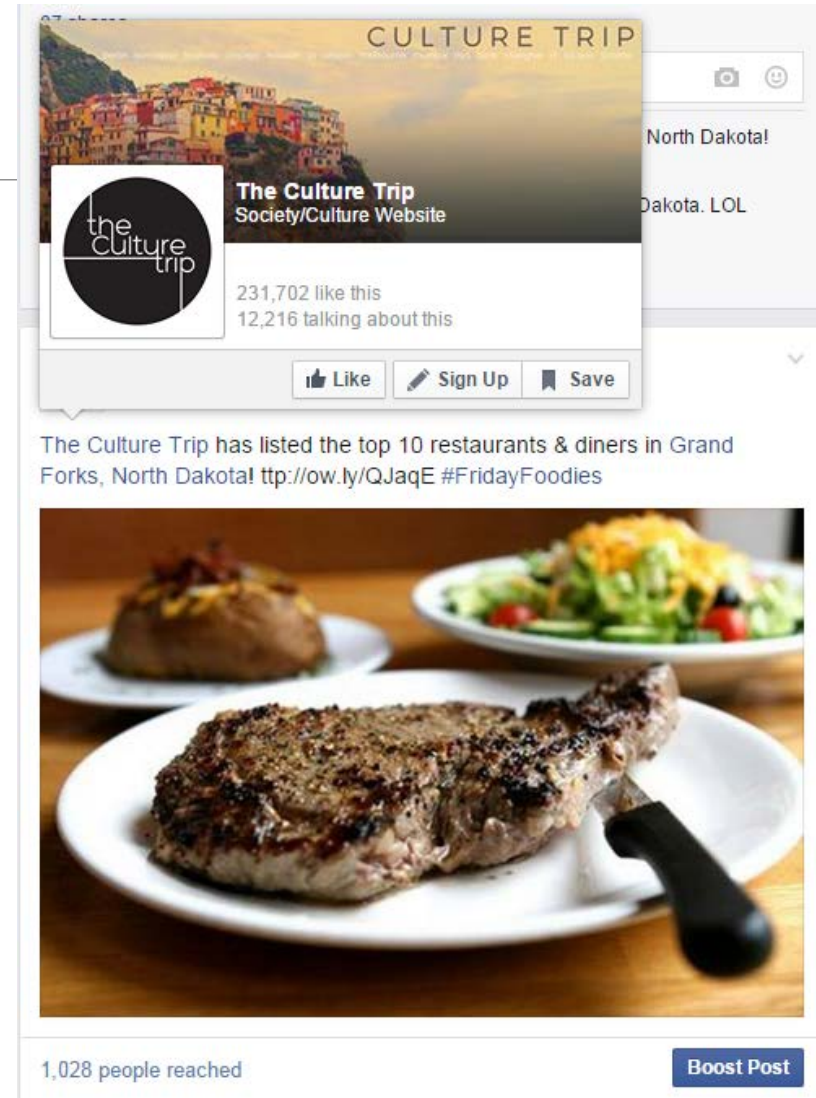 CULTURE TRIP
the
culture
trip
The Culture Trip
Society/Culture Website
231,702 like this
12,216 talking about this
Like
Sign Up
Save
North Dakota!
Dakota. LOL
The Culture Trip has listed the top 10 restaurants & diners in Grand
Forks, North Dakota! ttp://ow.ly/QJaqE #FridayFoodies
1,028 people reached
Boost Post